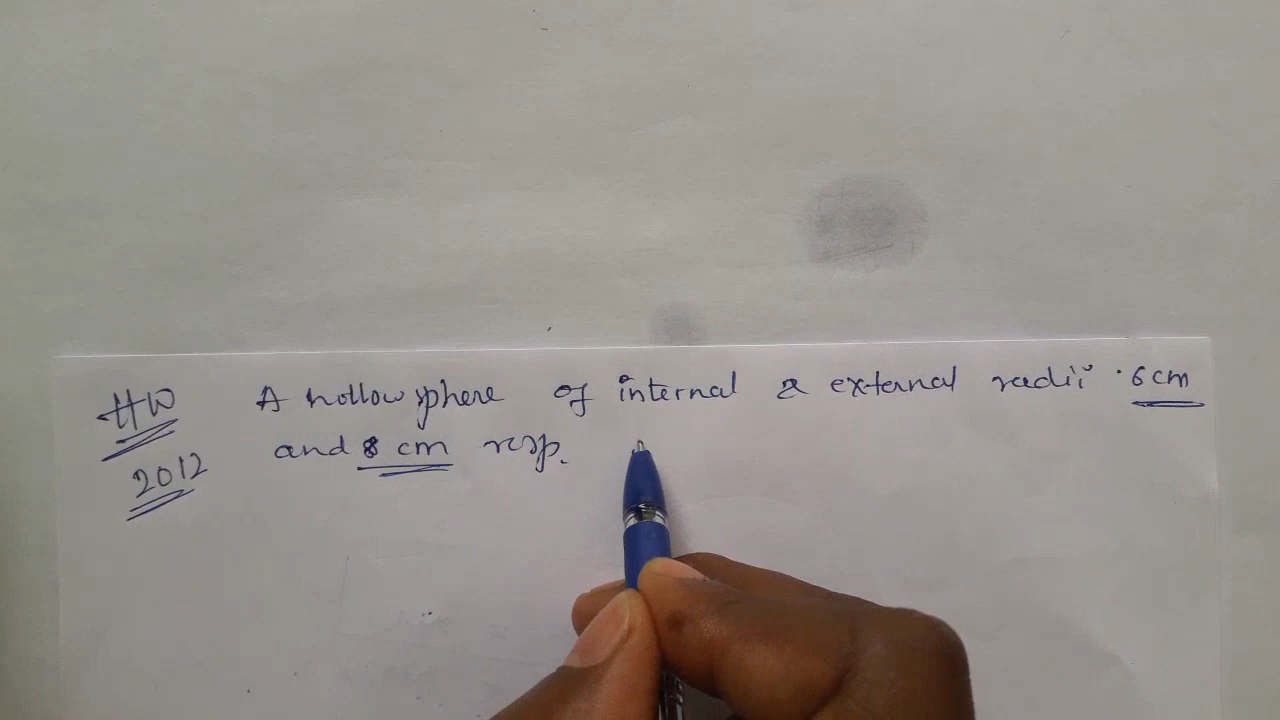 HW A hollow sphere of internal & external radii 6cm
2012 and 8 cm resp.